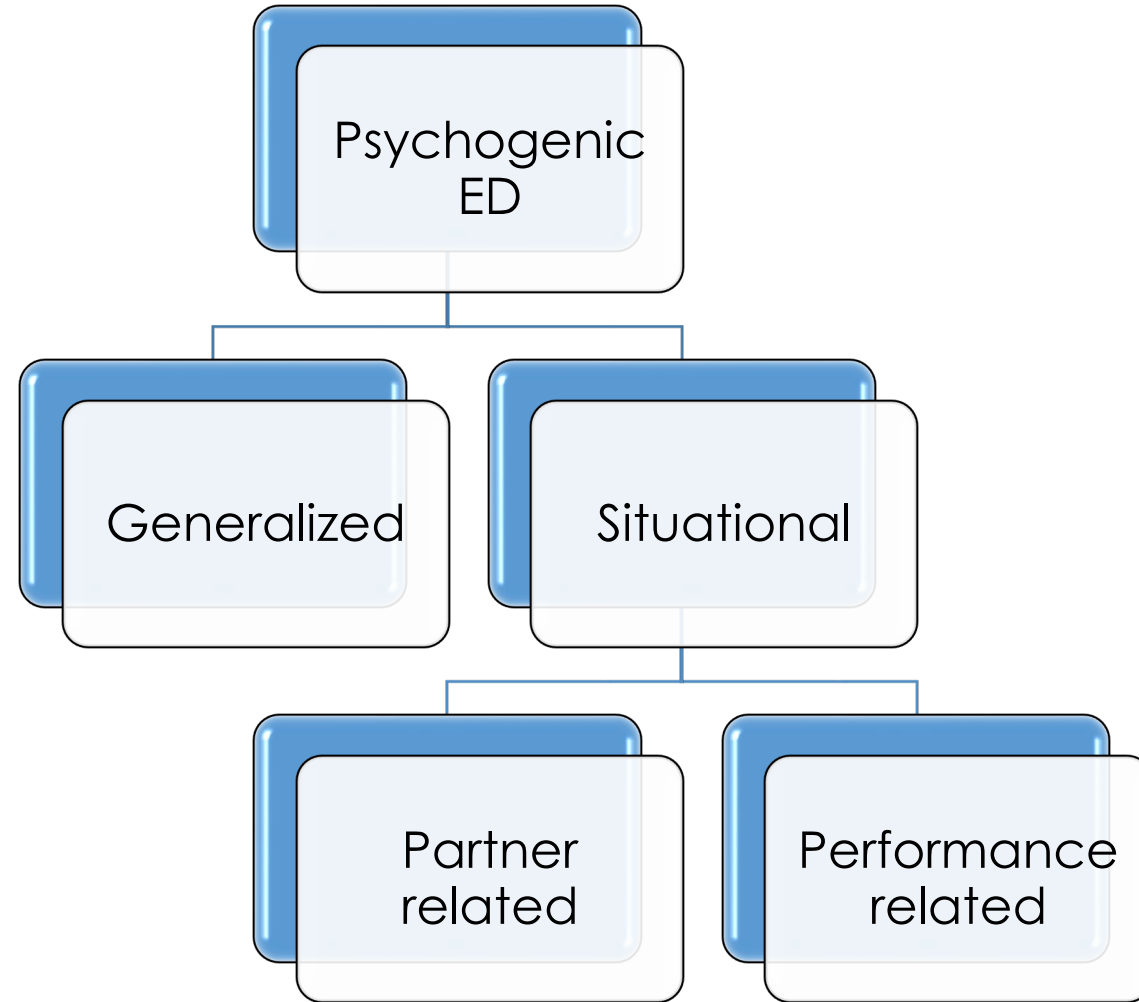 Psychogenic
ED
Generalized
Situational
Partner
related
Performance
related